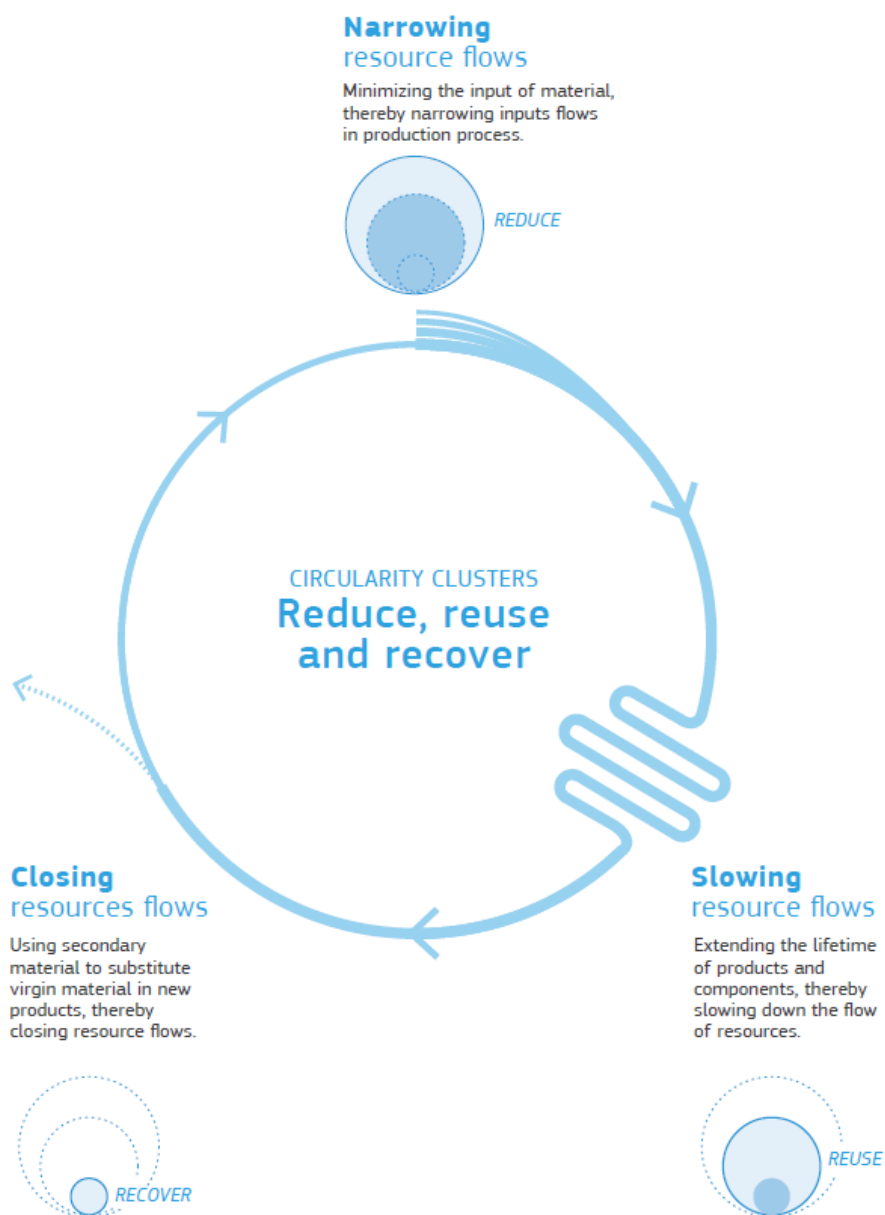 Narrowing
resource flows
Minimizing the input of material,
thereby narrowing inputs flows
in production process.
REDUCE
CIRCULARITY CLUSTERS
Reduce, reuse
and recover
Closing
resources flows
Using secondary
material to substitute
virgin material in new
products, thereby
closing resource flows.
RECOVER
Slowing
resource flows
Extending the lifetime
of products and
components, thereby
slowing down the flow
of resources.
REUSE